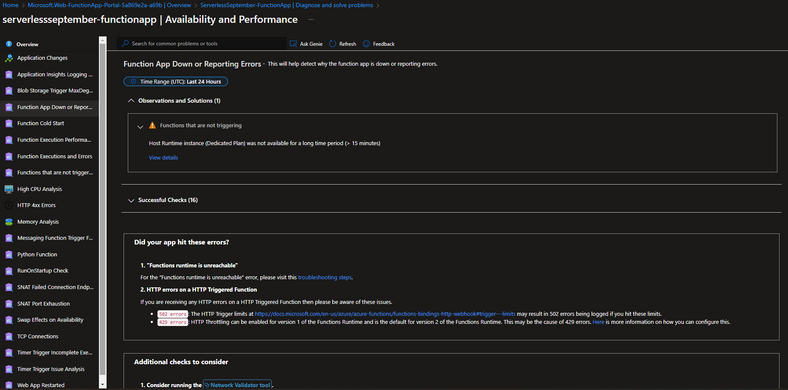 Home > Microsoft.Web-FunctionApp-Portal-5a869e2a-a69b | Overview > ServerlessSeptember-FunctionApp | Diagnose and solve problems >
serverlessseptember-functionapp | Availability and Performance ...
Overview
Search for common problems or tools
Ask Genie
Refresh
Feedback
Application Changes
Application Insights Logging ...
Blob Storage Trigger MaxDeg...
Function App Down or Repor...
Function Cold Start
Function Execution Performa...
Function Executions and Errors
Functions that are not trigger...
High CPU Analysis
HTTP 4xx Errors
Memory Analysis
Messaging Function Trigger F...
Python Function
RunOnStartup Check
SNAT Failed Connection Endp...
SNAT Port Exhaustion
Swap Effects on Availability
TCP Connections
Timer Trigger Incomplete Exe...
Timer Trigger Issue Analysis
Web App Restarted
Function App Down or Reporting Errors - This will help detect why the function app is down or reporting errors.
Time Range (UTC): Last 24 Hours
Observations and Solutions (1)
Functions that are not triggering
Host Runtime instance (Dedicated Plan) was not available for a long time period (> 15 minutes)
View details
Successful Checks (16)
Did your app hit these errors?
1. "Functions runtime is unreachable"
For the "Functions runtime is unreachable" error, please visit this troubleshooting steps.
2. HTTP errors on a HTTP Triggered Function
If you are receiving any HTTP errors on a HTTP Triggered Function then please be aware of these issues.
• 502 errors: The HTTP Trigger limits at https://docs.microsoft.com/en-us/azure/azure-functions/functions-bindings-http-webhook#trigger---limits may result in 502 errors being logged if you hit these limits.
• 429 errors: HTTP Throttling can be enabled for version 1 of the Functions Runtime and is the default for version 2 of the Functions Runtime. This may be the cause of 429 errors. Here is more information on how you can configure this.
Additional checks to consider
1. Consider running the Network Validator tool.